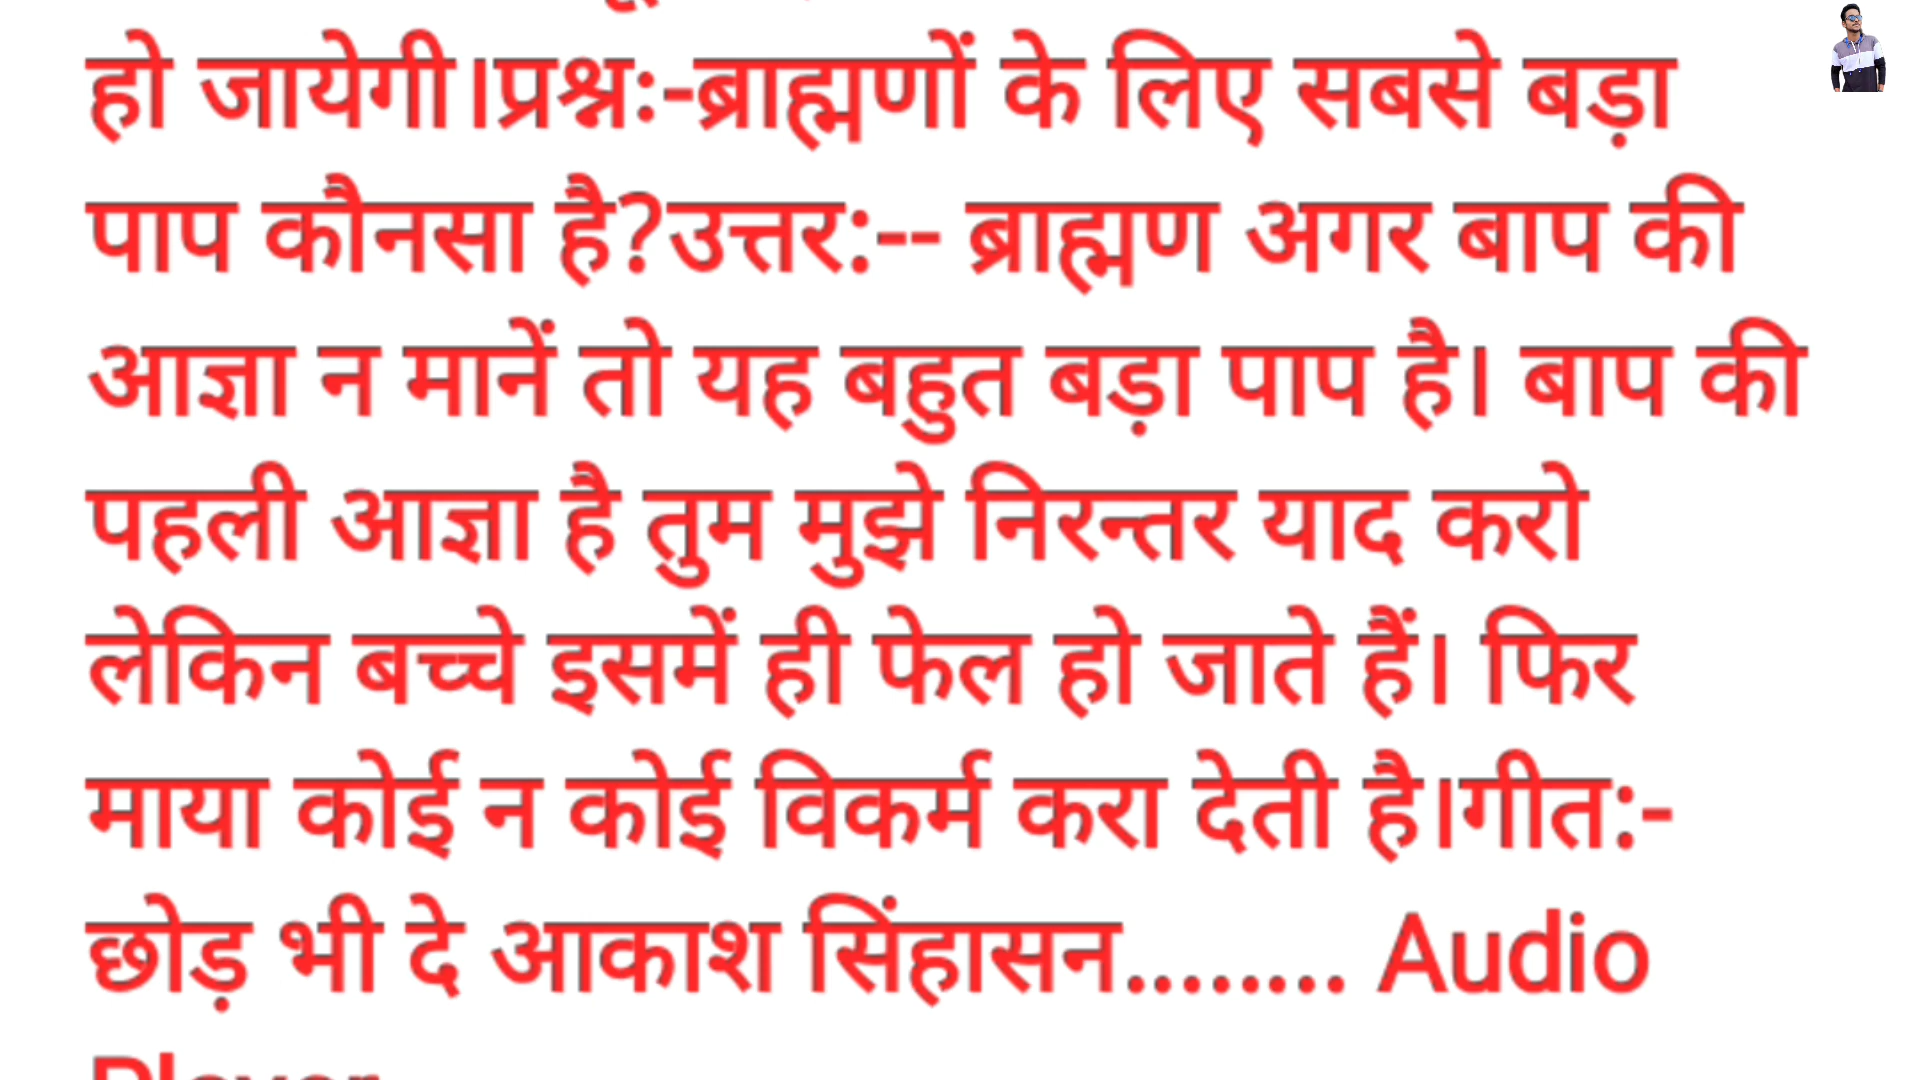 हो जायेगी।प्रश्नः-ब्राह्मणों के लिए सबसे बड़ा
पाप कौनसा है?उत्तर:-- ब्राह्मण अगर बाप की
आज्ञा न मानें तो यह बहुत बड़ा पाप है। बाप की
पहली आज्ञा है तुम मुझे निरन्तर याद करो
लेकिन बच्चे इसमें ही फेल हो जाते हैं। फिर
माया कोई न कोई विकर्म करा देती है।गीत:-
छोड़ भी दे आकाश सिंहासन........ Audio
Player